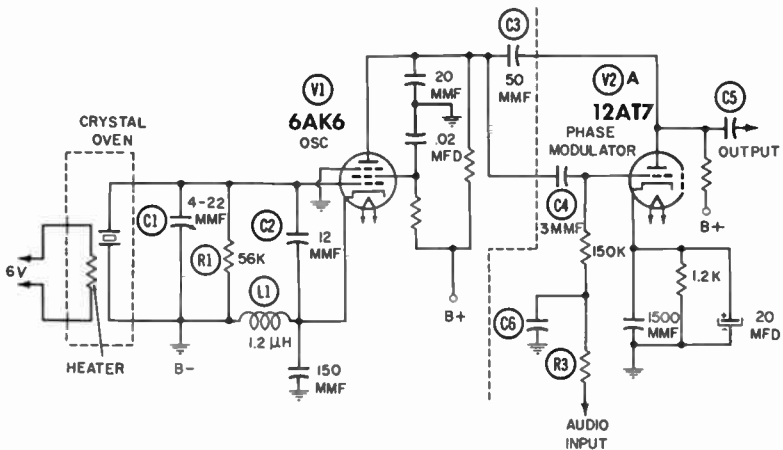 C3
V1
20
MMF
50
MMF
V2 A
12AT7
C5
6AK6
OSC
CRYSTAL
OVEN
.02
MFD
PHASE
MODULATOR
OUTPUT
C1
4-22
MMF
C2
C4
3MMF
B+
6V
R1
56K
12
MMF
150K
L1
1.2K
1.2 µH
B+
C6
1500
MMF
20
MFD
HEATER
B-
150
MMF
R3
AUDIO
INPUT